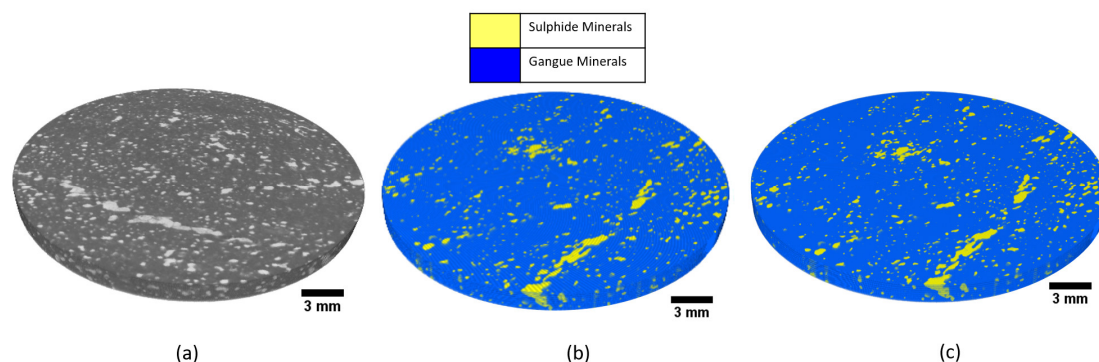 Sulphide Minerals
Gangue Minerals
3 mm
3 mm
3 mm
(a)
(b)
(c)